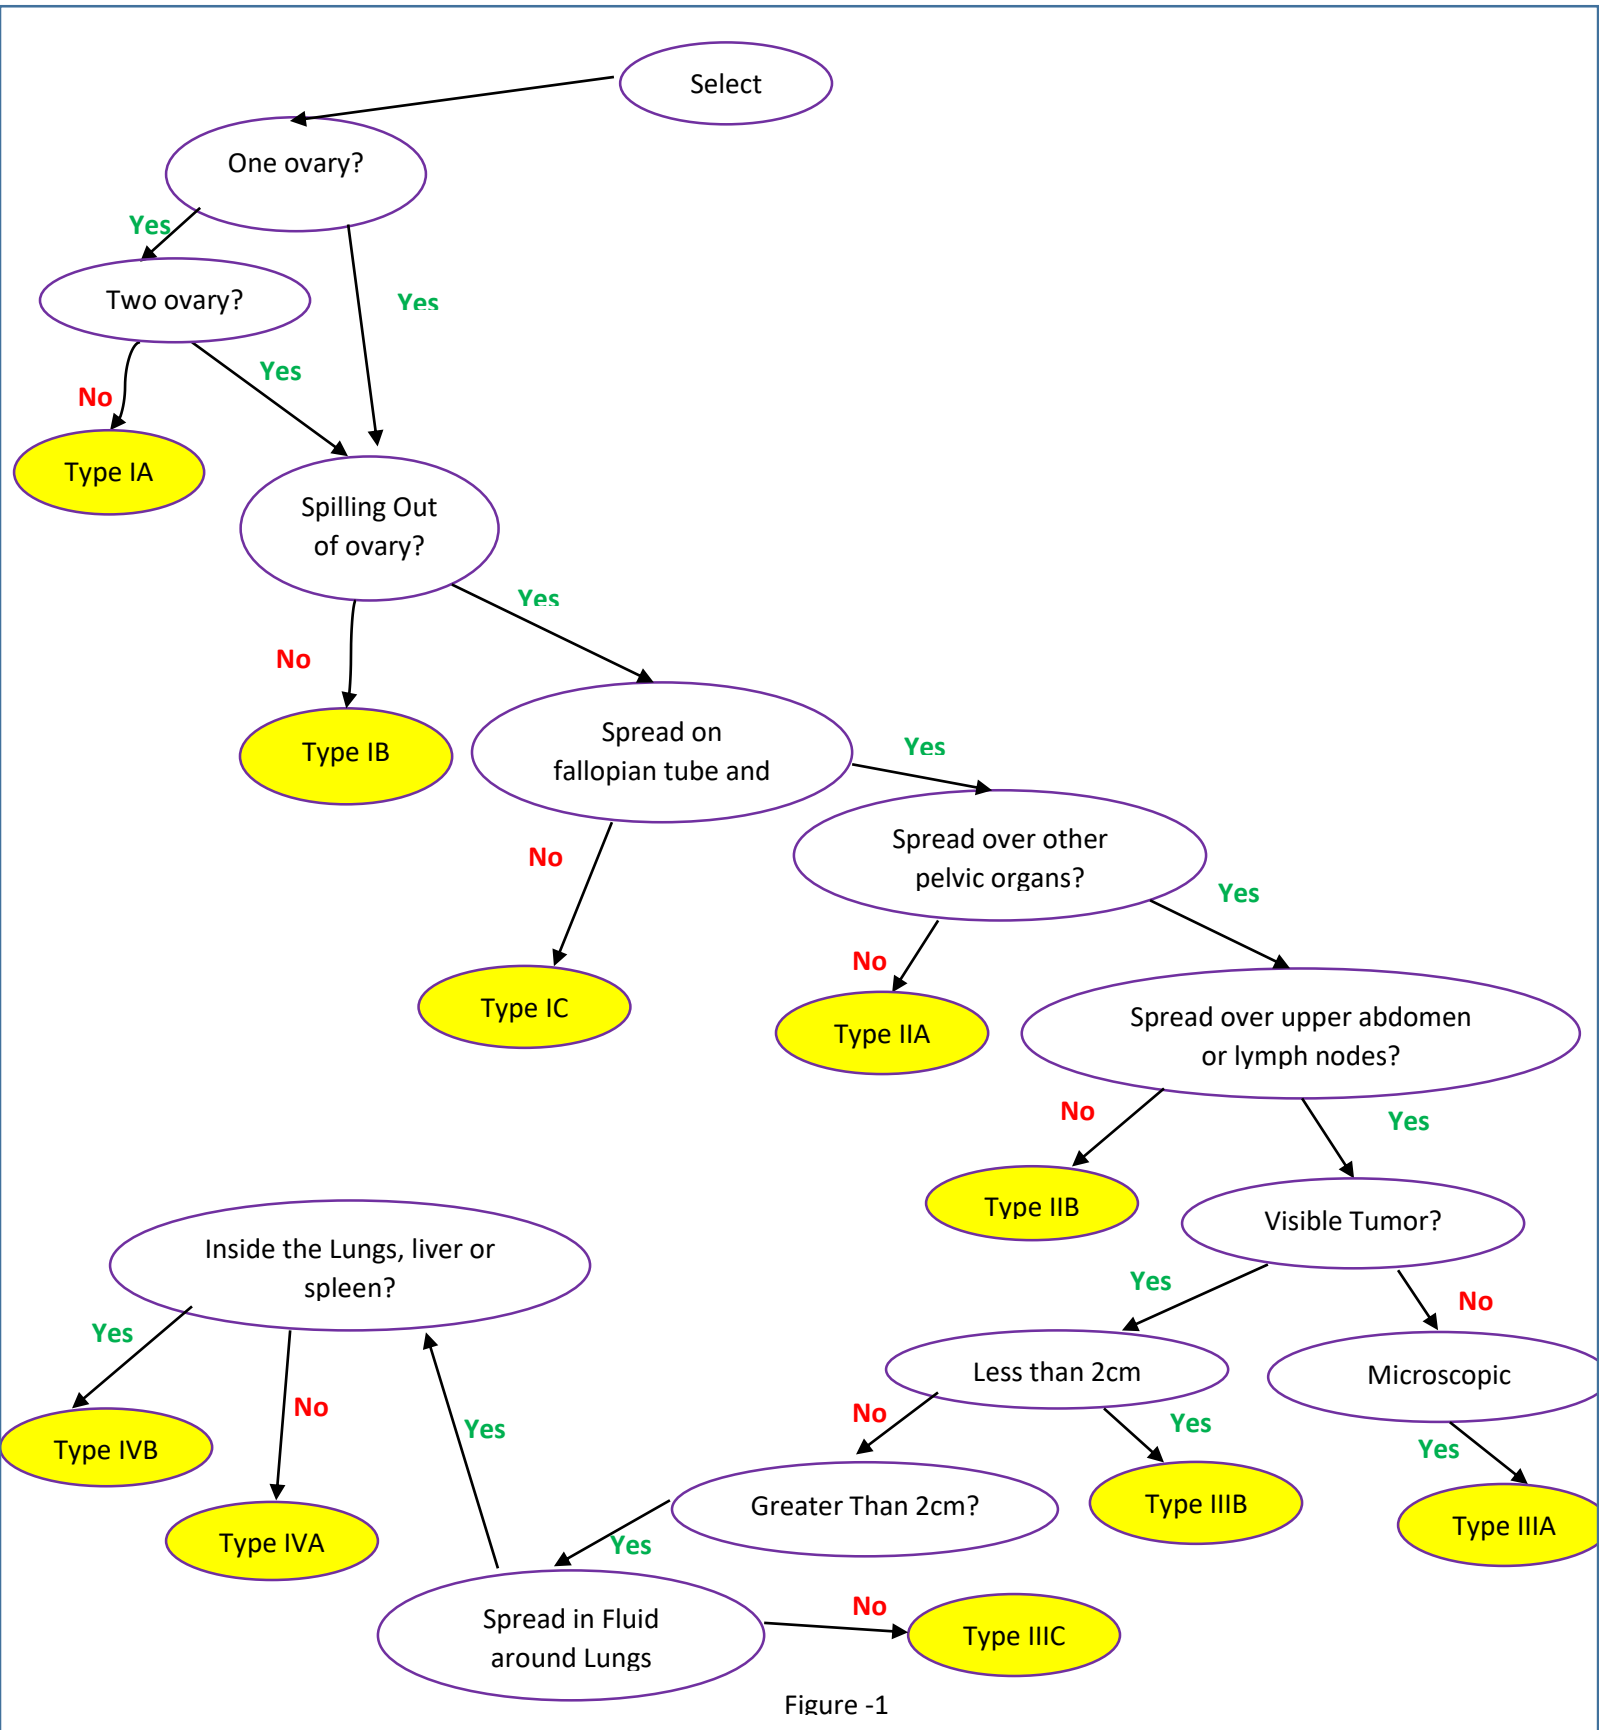 Select
One ovary?
Yes
Yes
Two ovary?
No
Yes
Type IA
Spilling Out
of ovary?
No
Yes
Type IB
Spread on
fallopian tube and
No
Yes
Type IC
Spread over other
pelvic organs?
No
Yes
Type IIA
Spread over upper abdomen
or lymph nodes?
No
Yes
Type IIB
Visible Tumor?
Yes
No
Less than 2cm
Microscopic
No
Yes
Yes
Greater Than 2cm?
Type IIIB
Type IIIA
Yes
Spread in Fluid
around Lungs
No
Type IIIC
Yes
Inside the Lungs, liver or
spleen?
Yes
No
Type IVB
Type IVA
Figure -1